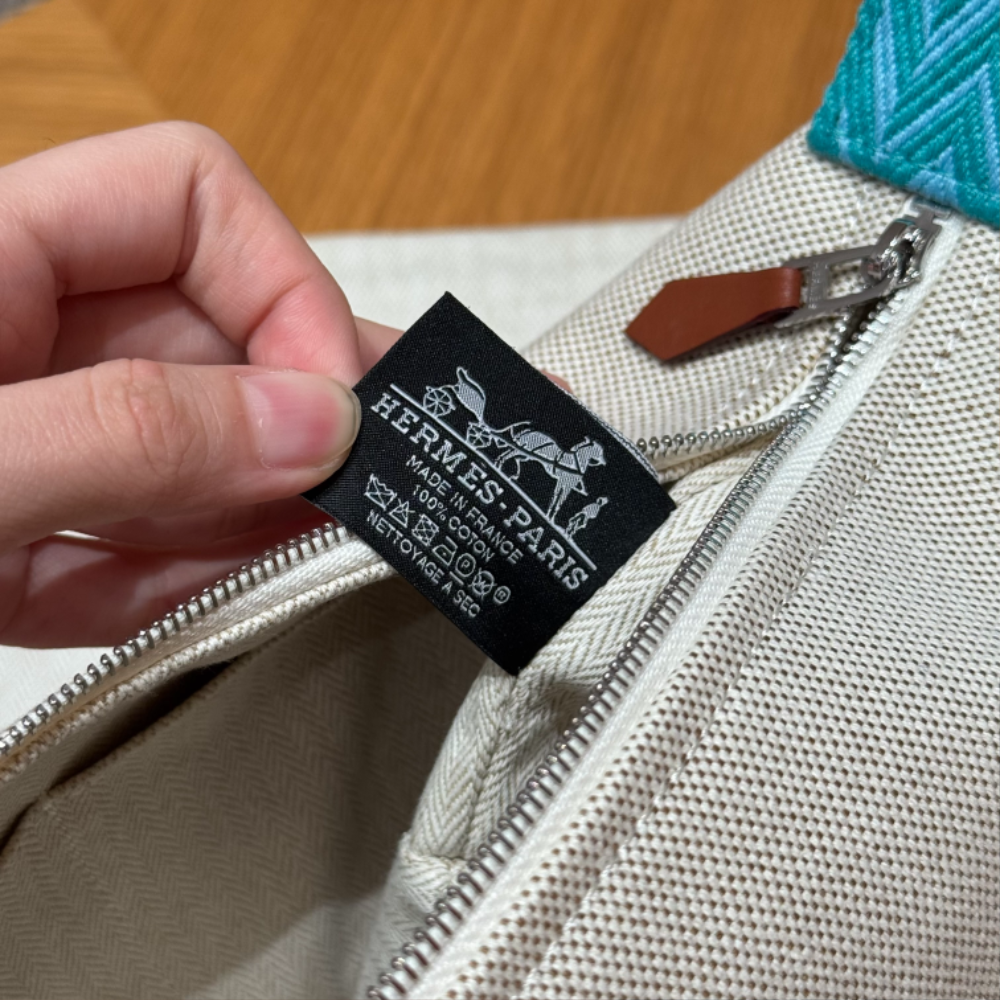 HERMES-PARIS
MADE IN FRANCE
100% COTON
NETTOYAGE A SEC